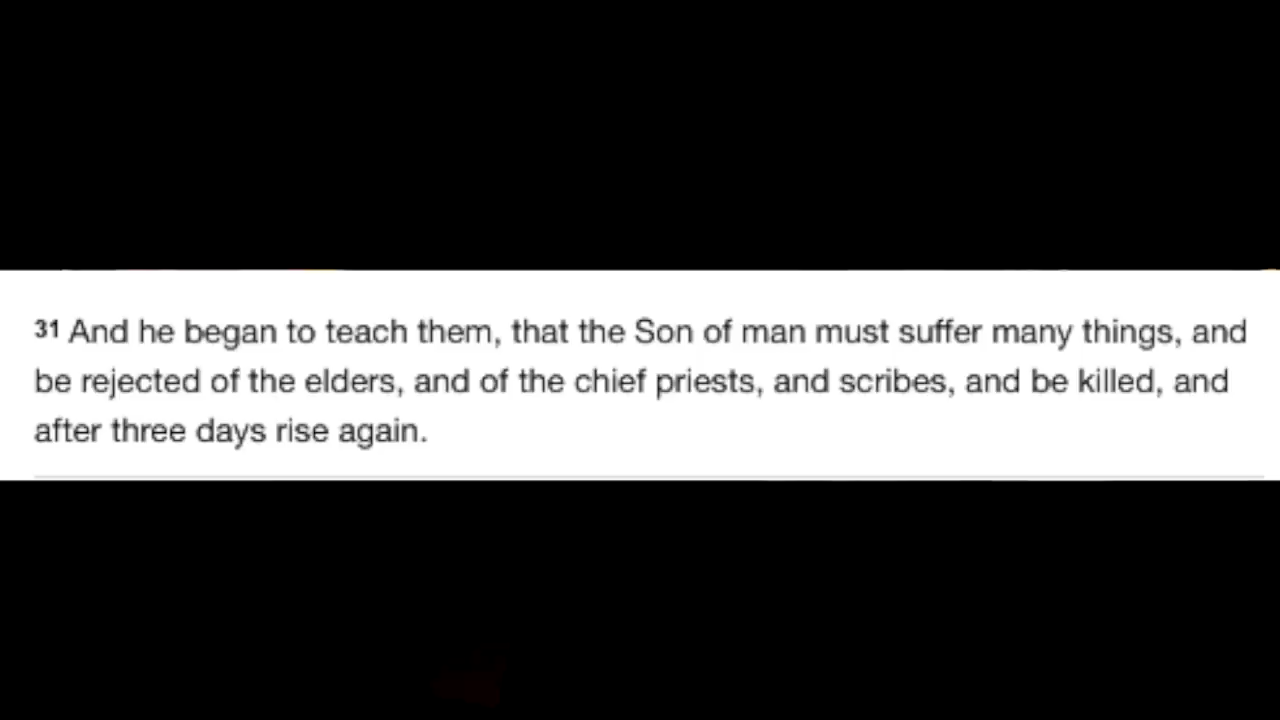 31 And he began to teach them, that the Son of man must suffer many things, and
be rejected of the elders, and of the chief priests, and scribes, and be killed, and
after three days rise again.